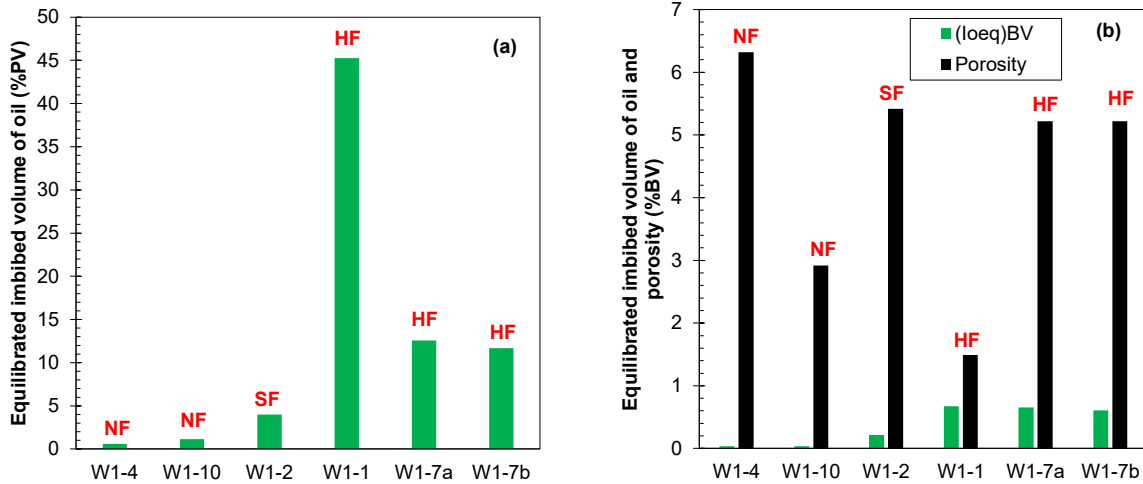 Equilibrated imbibed volume of oil (%PV)
50
45
40
35
30
25
20
15
10
5
0
(a)
NF
NF
SF
HF
HF
HF
W1-4 W1-10 W1-2 W1-1 W1-7a W1-7b
Equilibrated imbibed volume of oil and
porosity (%BV)
7
6
5
4
3
2
1
0
(Ioeq)BV
Porosity
(b)
NF
NF
SF
HF
HF
HF
W1-4 W1-10 W1-2 W1-1 W1-7a W1-7b